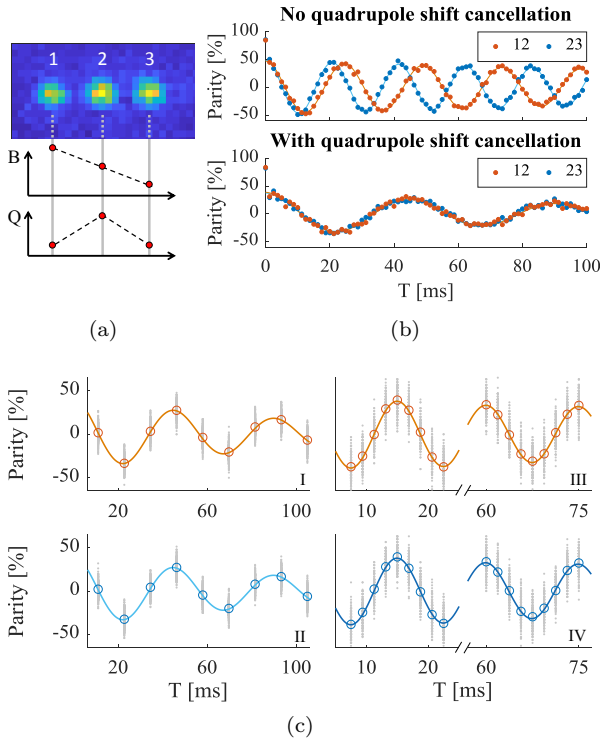 1 2 3
B
Q
(a)
No quadrupole shift cancellation
12 23
Parity [%]
50
0
-50
With quadrupole shift cancellation
12 23
Parity [%]
100
50
0
-50
0 20 40 60 80 100
T [ms]
(b)
Parity [%]
50
0
-50
I
20 60 100
III
10 20 60 75
Parity [%]
50
0
-50
II
20 60 100
T [ms]
IV
10 20 60 75
T [ms]
(c)